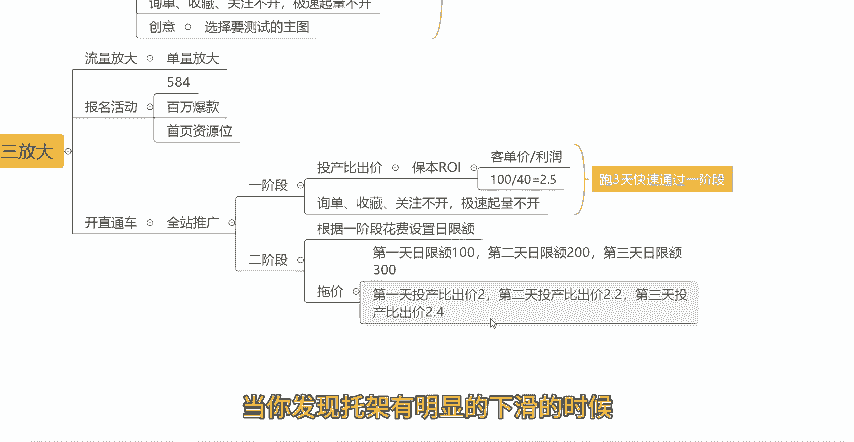 询单、收藏、关注不开，极速起量不开
创意
选择要测试的主图
三放大
流量放大
单量放大
报名活动
584
百万爆款
首页资源位
开直通车
全站推广
一阶段
投产比出价
保本ROI
客单价/利润
100/40=2.5
询单、收藏、关注不开，极速起量不开
跑3天快速通过一阶段
二阶段
根据一阶段花费设置日限额
拖价
第一天日限额100，第二天日限额200，第三天日限额
300
第一天投产比出价2，第二天投产比出价2.2，第三天投
产比出价2.4
当你发现托架有明显的下滑的时候